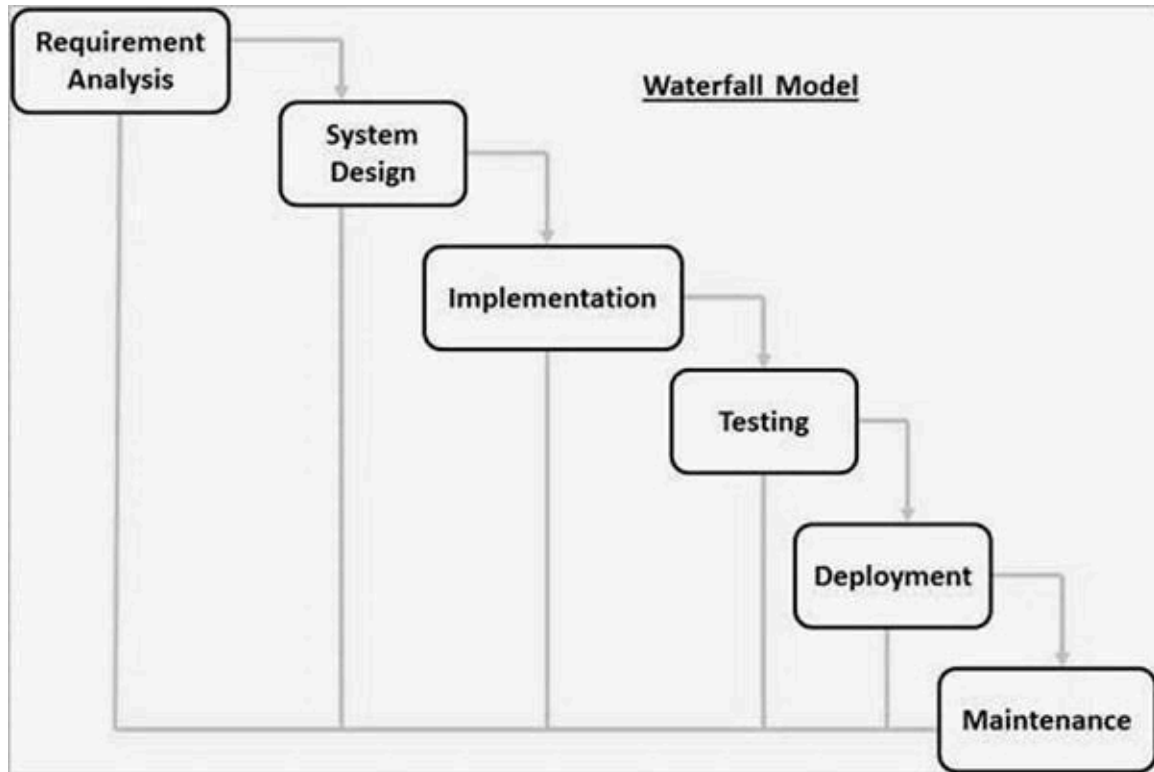 Requirement
Analysis
Waterfall Model
System
Design
Implementation
Testing
Deployment
Maintenance